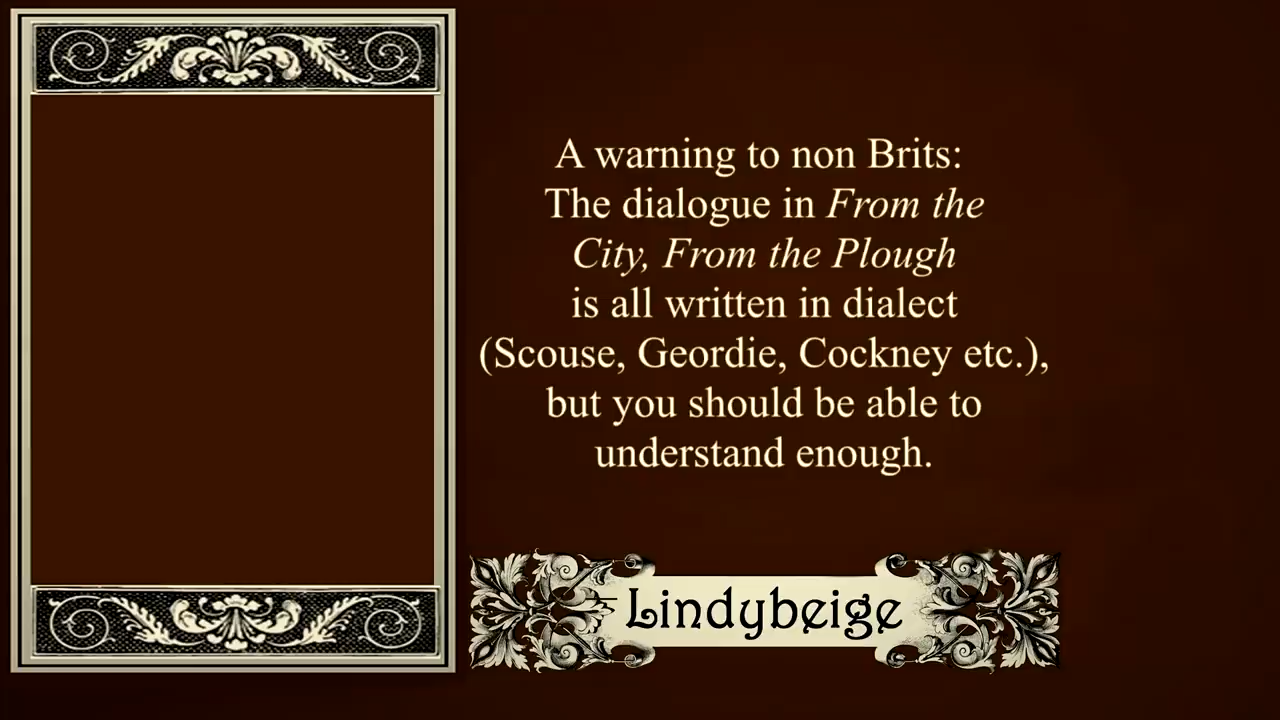 A warning to non Brits:
The dialogue in From the
City, From the Plough
is all written in dialect
(Scouse, Geordie, Cockney etc.),
but you should be able to
understand enough.
Lindybeige